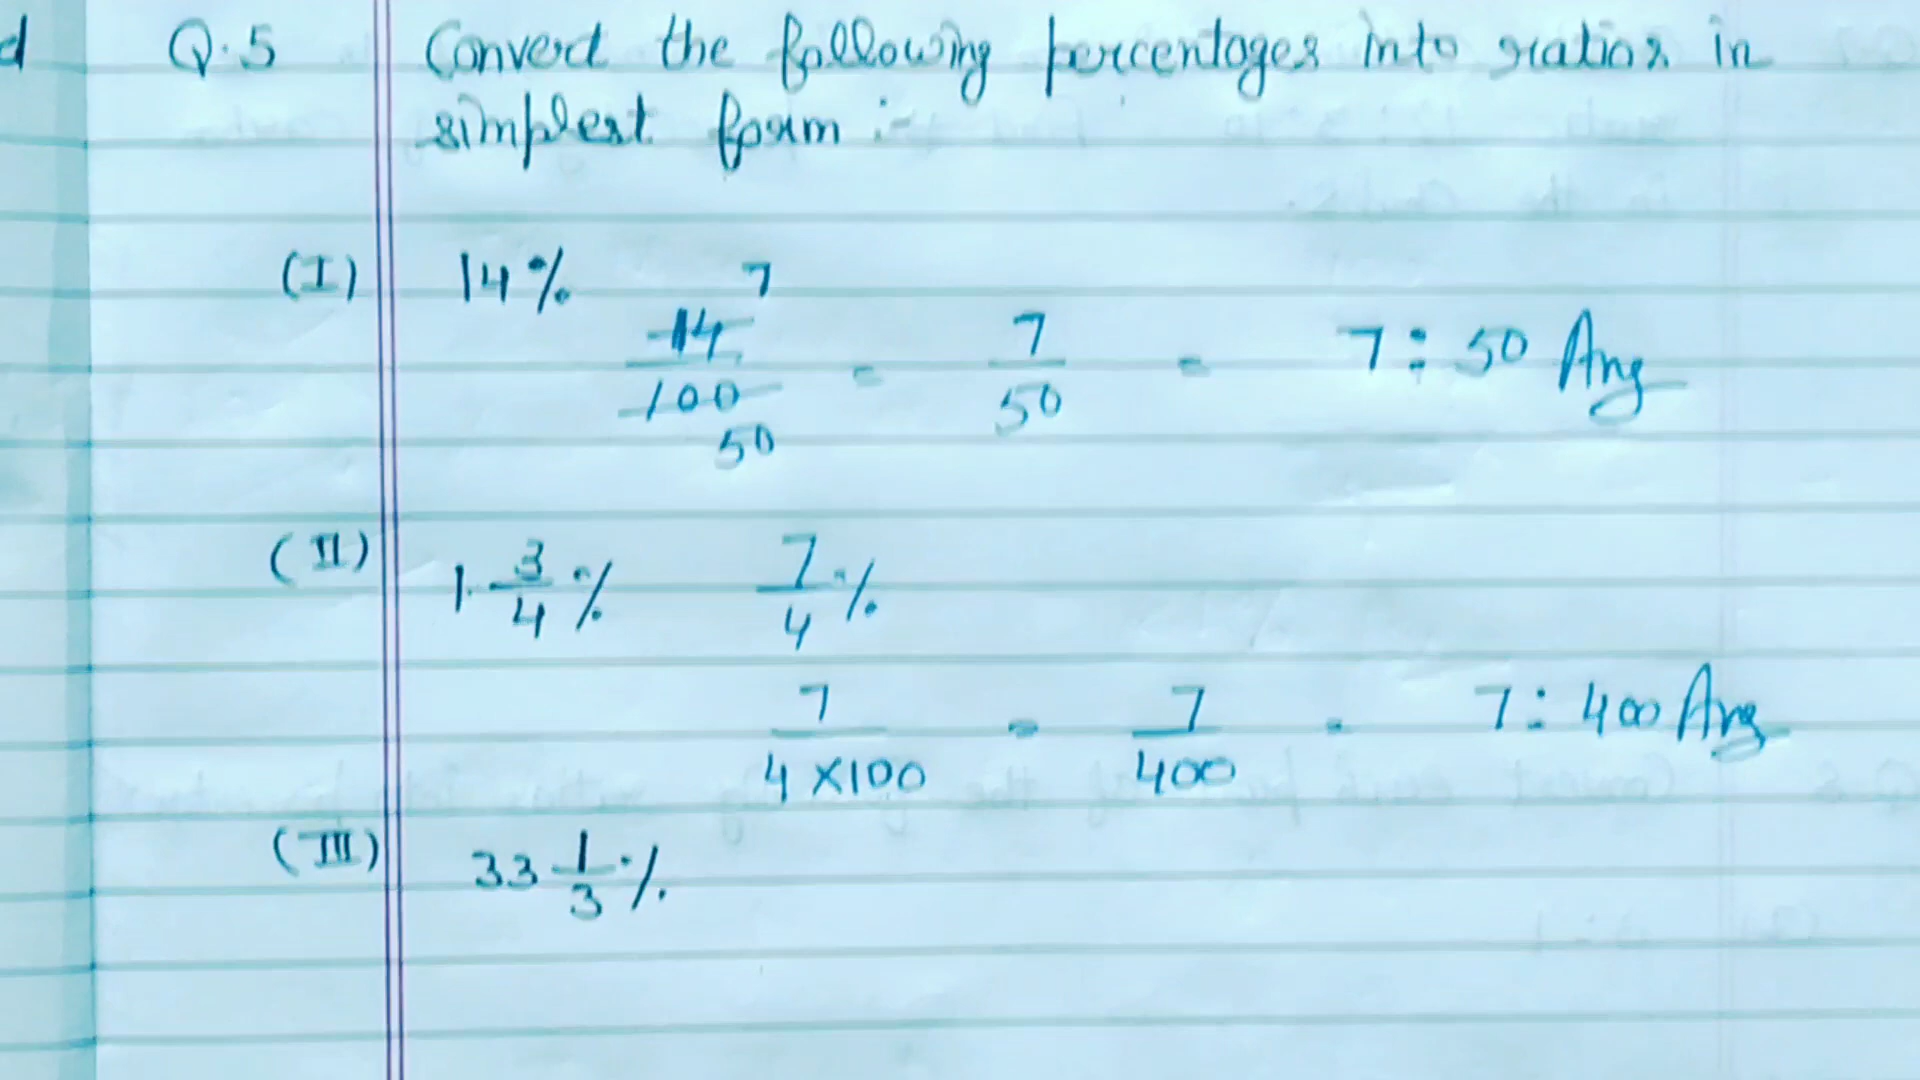 d Q.5 Convert the following percentages into ratios in
simplest form :-
(I) 14%
7
14/100 = 7/50 = 7 : 50 Ans
50
(II) 1 3/4 % 7/4 %
7/4×100 = 7/400 = 7 : 400 Ans
(III) 33 1/3 %